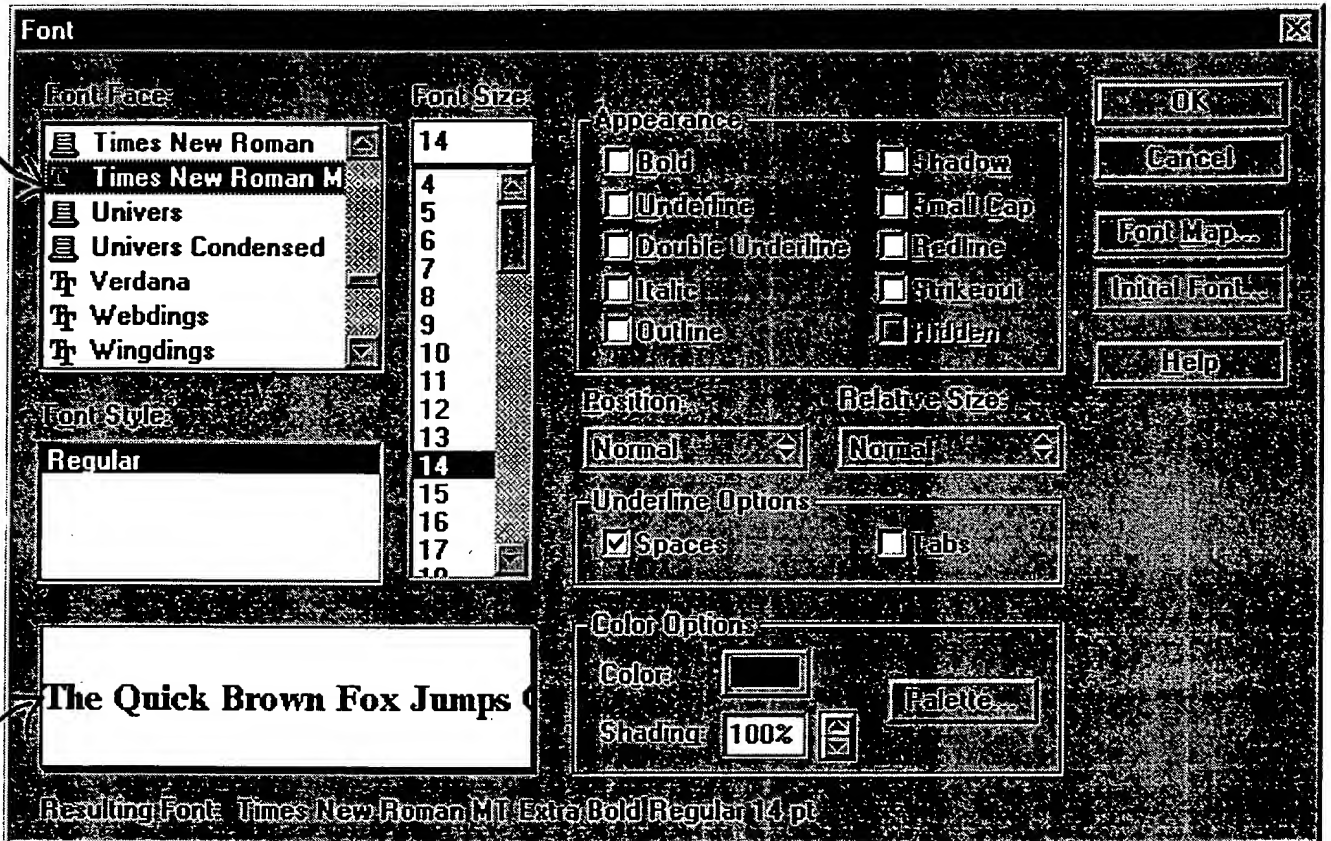 Font
Font Face:
Times New Roman
Times New Roman M
Univers
Univers Condensed
Verdana
Webdings
Wingdings
Font Style:
Regular
Font Size:
14
4
5
6
7
8
9
10
11
12
13
14
15
16
17
Appearance
Bold
Underline
Double Underline
Italic
Outline
Shadow
Small Cap
Redline
Strikeout
Hidden
Position:
Normal
Relative Size:
Normal
Underline Options
Spaces
Tabs
Color Options
Color:
Shading:
100%
Palette...
OK
Cancel
Font Map...
Initial Font...
Help
The Quick Brown Fox Jumps
Resulting Font: Times New Roman MT Extra Bold Regular 14 pt